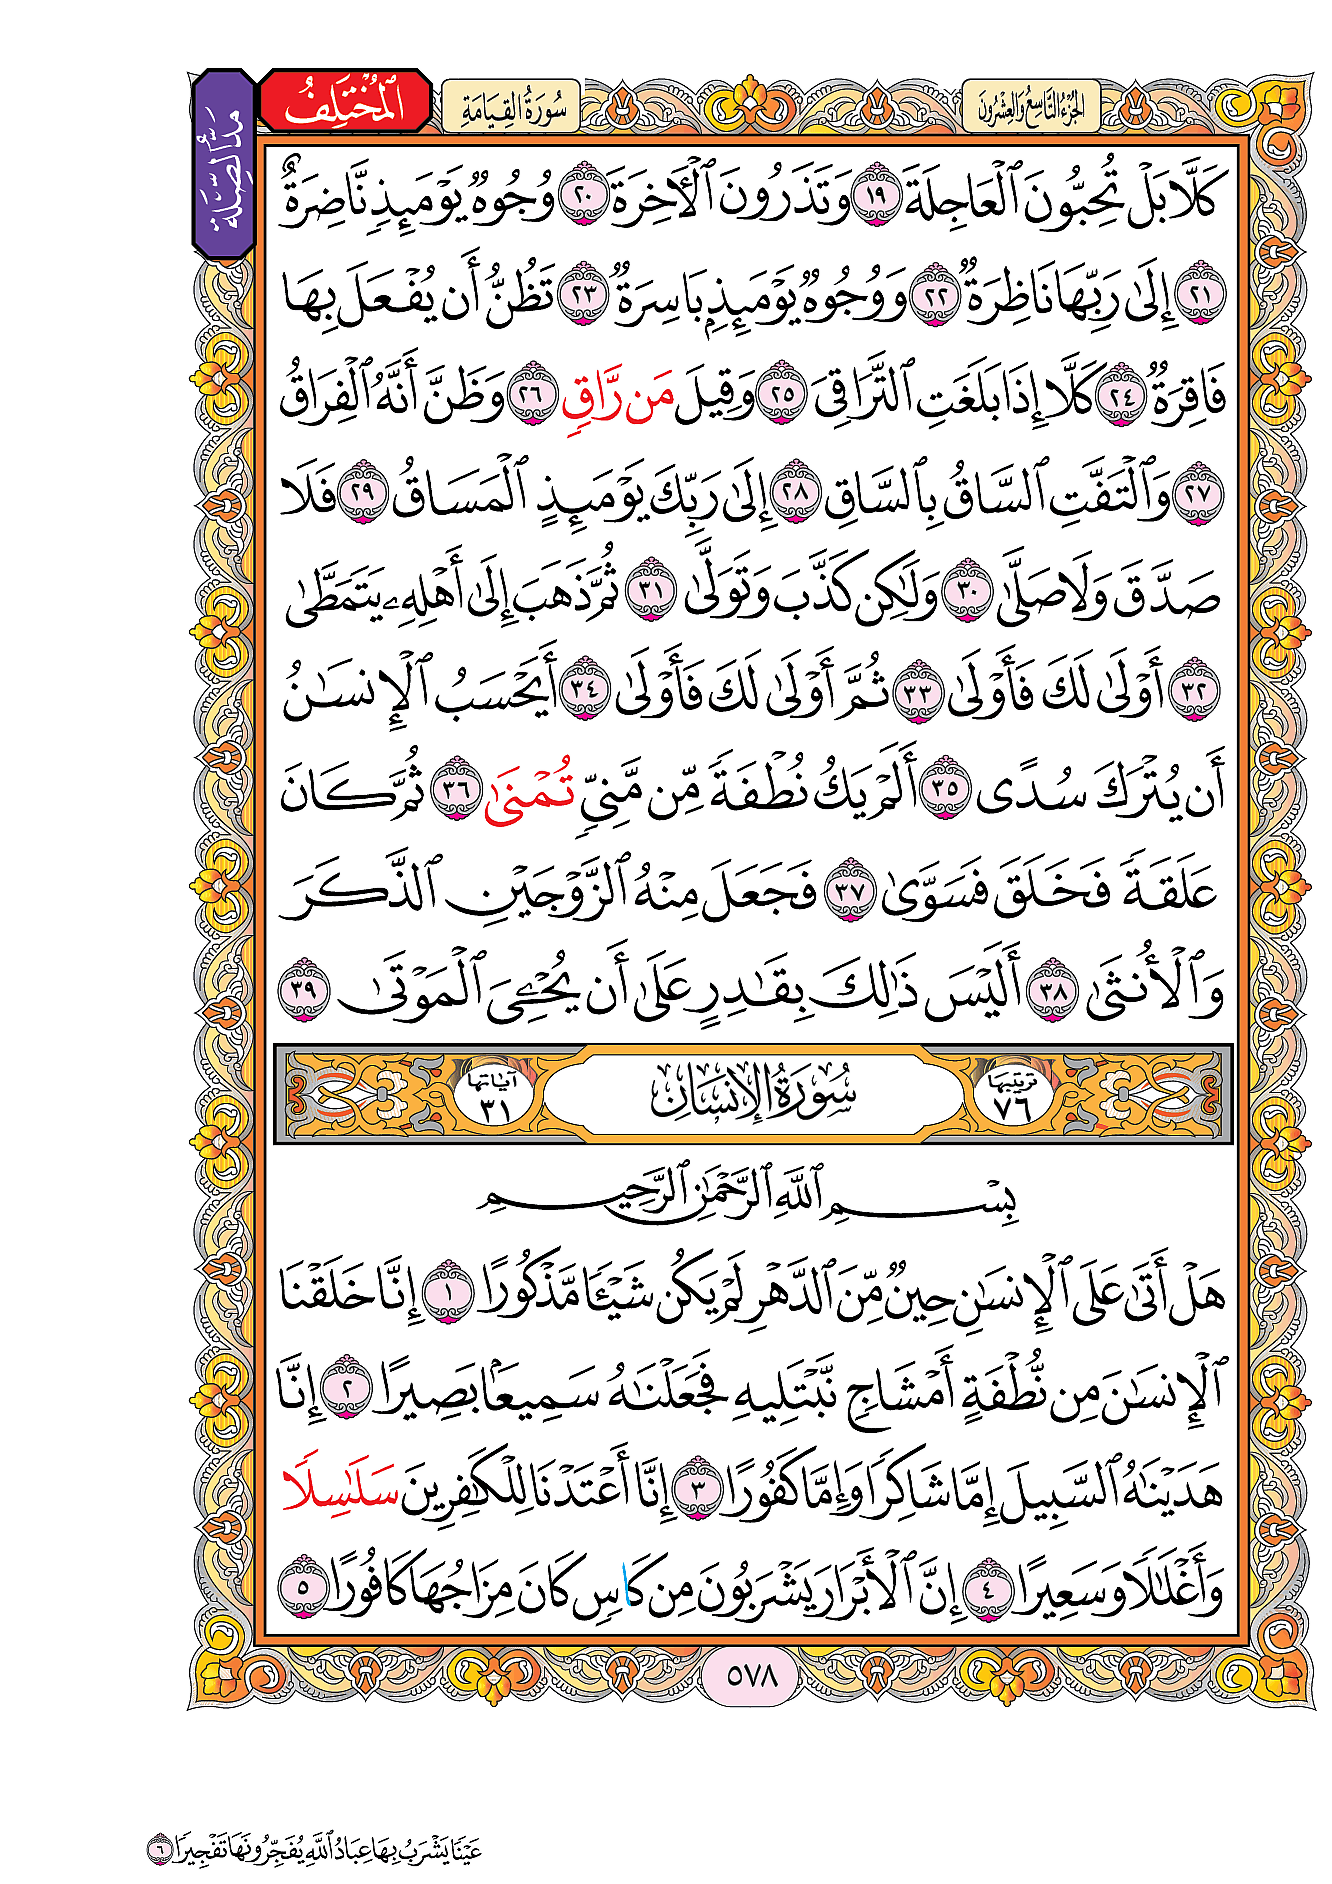 الجُزْءُ التَّاسِعُ وَالعِشْرُونَ
سُورَةُ القِيَامَةِ
المُخْتَلِفُ
مَدُّ الصِّلَة
كَلَّا بَلْ تُحِبُّونَ ٱلْعَاجِلَةَ ١٩ وَتَذَرُونَ ٱلْأَخِرَةَ ٢٠ وُجُوهٌ يَوْمَئِذٍ نَّاضِرَةٌ
٢١ إِلَىٰ رَبِّهَا نَاظِرَةٌ ٢٢ وَوُجُوهٌ يَوْمَئِذٍۭ بَاسِرَةٌ ٢٣ تَظُنُّ أَن يُفْعَلَ بِهَا
فَاقِرَةٌ ٢٤ كَلَّا إِذَا بَلَغَتِ ٱلتَّرَاقِيَ ٢٥ وَقِيلَ مَن رَّاقٍ ٢٦ وَظَنَّ أَنَّهُ ٱلْفِرَاقُ
٢٧ وَٱلْتَفَّتِ ٱلسَّاقُ بِٱلسَّاقِ ٢٨ إِلَىٰ رَبِّكَ يَوْمَئِذٍ ٱلْمَسَاقُ ٢٩ فَلَا
صَدَّقَ وَلَا صَلَّىٰ ٣٠ وَلَٰكِن كَذَّبَ وَتَوَلَّىٰ ٣١ ثُمَّ ذَهَبَ إِلَىٰ أَهْلِهِۦ يَتَمَطَّىٰ
٣٢ أَوْلَىٰ لَكَ فَأَوْلَىٰ ٣٣ ثُمَّ أَوْلَىٰ لَكَ فَأَوْلَىٰ ٣٤ أَيَحْسَبُ ٱلْإِنسَٰنُ
أَن يُتْرَكَ سُدًى ٣٥ أَلَمْ يَكُ نُطْفَةً مِّن مَّنِيٍّ تُمْنَىٰ ٣٦ ثُمَّ كَانَ
عَلَقَةً فَخَلَقَ فَسَوَّىٰ ٣٧ فَجَعَلَ مِنْهُ ٱلزَّوْجَيْنِ ٱلذَّكَرَ
وَٱلْأُنثَىٰ ٣٨ أَلَيْسَ ذَٰلِكَ بِقَٰدِرٍ عَلَىٰ أَن يُحْـِۧيَ ٱلْمَوْتَىٰ ٣٩
ترتيبها ٧٦ سُورَةُ الإِنسَانِ آياتها ٣١
بِسْمِ ٱللَّهِ ٱلرَّحْمَٰنِ ٱلرَّحِيمِ
هَلْ أَتَىٰ عَلَى ٱلْإِنسَٰنِ حِينٌ مِّنَ ٱلدَّهْرِ لَمْ يَكُن شَيْـًٔا مَّذْكُورًا ١ إِنَّا خَلَقْنَا
ٱلْإِنسَٰنَ مِن نُّطْفَةٍ أَمْشَاجٍ نَّبْتَلِيهِ فَجَعَلْنَٰهُ سَمِيعَۢا بَصِيرًا ٢ إِنَّا
هَدَيْنَٰهُ ٱلسَّبِيلَ إِمَّا شَاكِرًا وَإِمَّا كَفُورًا ٣ إِنَّا أَعْتَدْنَا لِلْكَٰفِرِينَ سَلَٰسِلًا
وَأَغْلَٰلًا وَسَعِيرًا ٤ إِنَّ ٱلْأَبْرَارَ يَشْرَبُونَ مِن كَاسٍ كَانَ مِزَاجُهَا كَافُورًا ٥
٥٧٨
عَيْنًا يَشْرَبُ بِهَا عِبَادُ ٱللَّهِ يُفَجِّرُونَهَا تَفْجِيرًا ٦